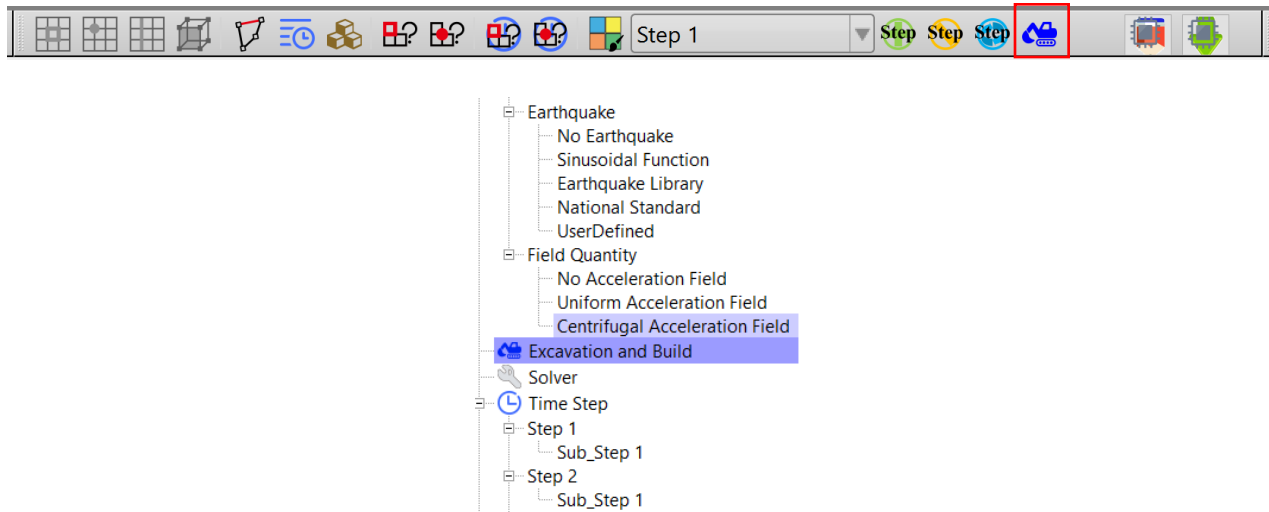 Step 1 Step Step Step
Earthquake
No Earthquake
Sinusoidal Function
Earthquake Library
National Standard
UserDefined
Field Quantity
No Acceleration Field
Uniform Acceleration Field
Centrifugal Acceleration Field
Excavation and Build
Solver
Time Step
Step 1
Sub_Step 1
Step 2
Sub_Step 1